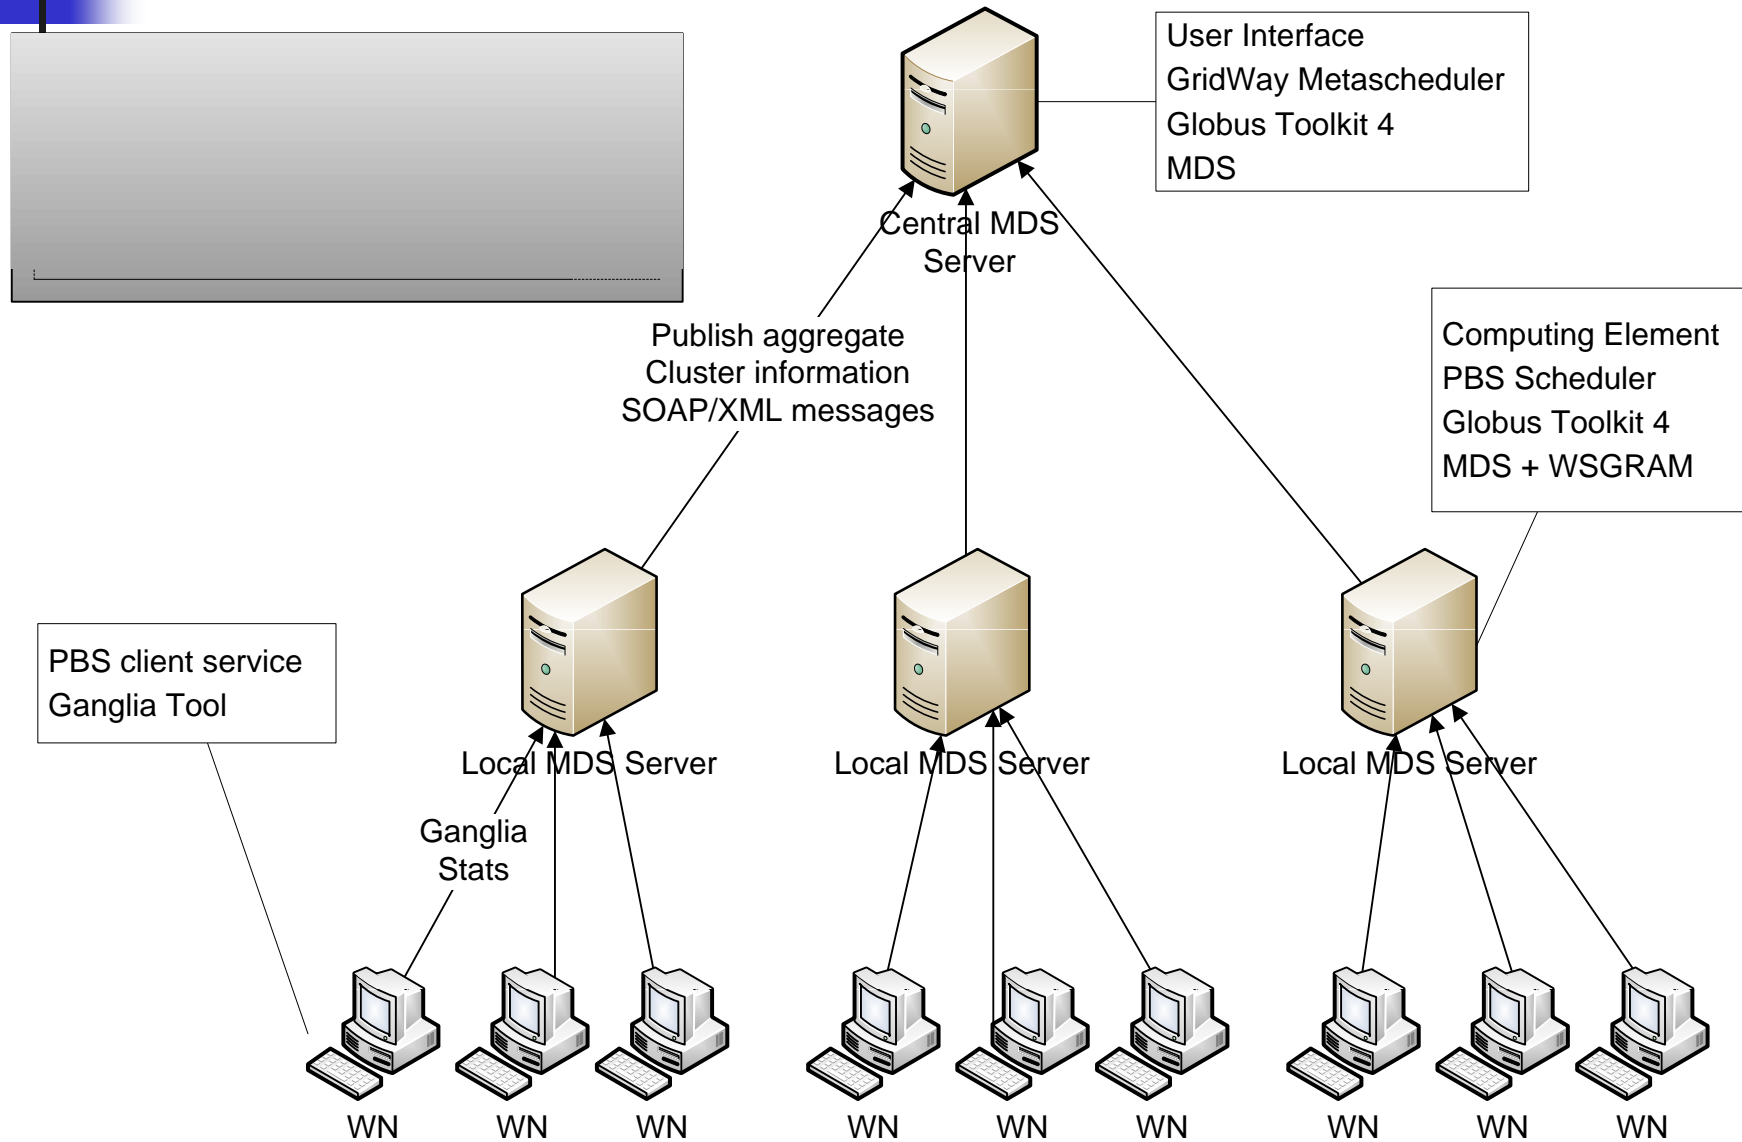 User Interface
GridWay Metascheduler
Globus Toolkit 4
MDS
Central MDS
Server
Publish aggregate
Cluster information
SOAP/XML messages
Computing Element
PBS Scheduler
Globus Toolkit 4
MDS + WSGRAM
PBS client service
Ganglia Tool
Local MDS Server
Local MDS Server
Local MDS Server
Ganglia
Stats
WN
WN
WN
WN
WN
WN
WN
WN
WN